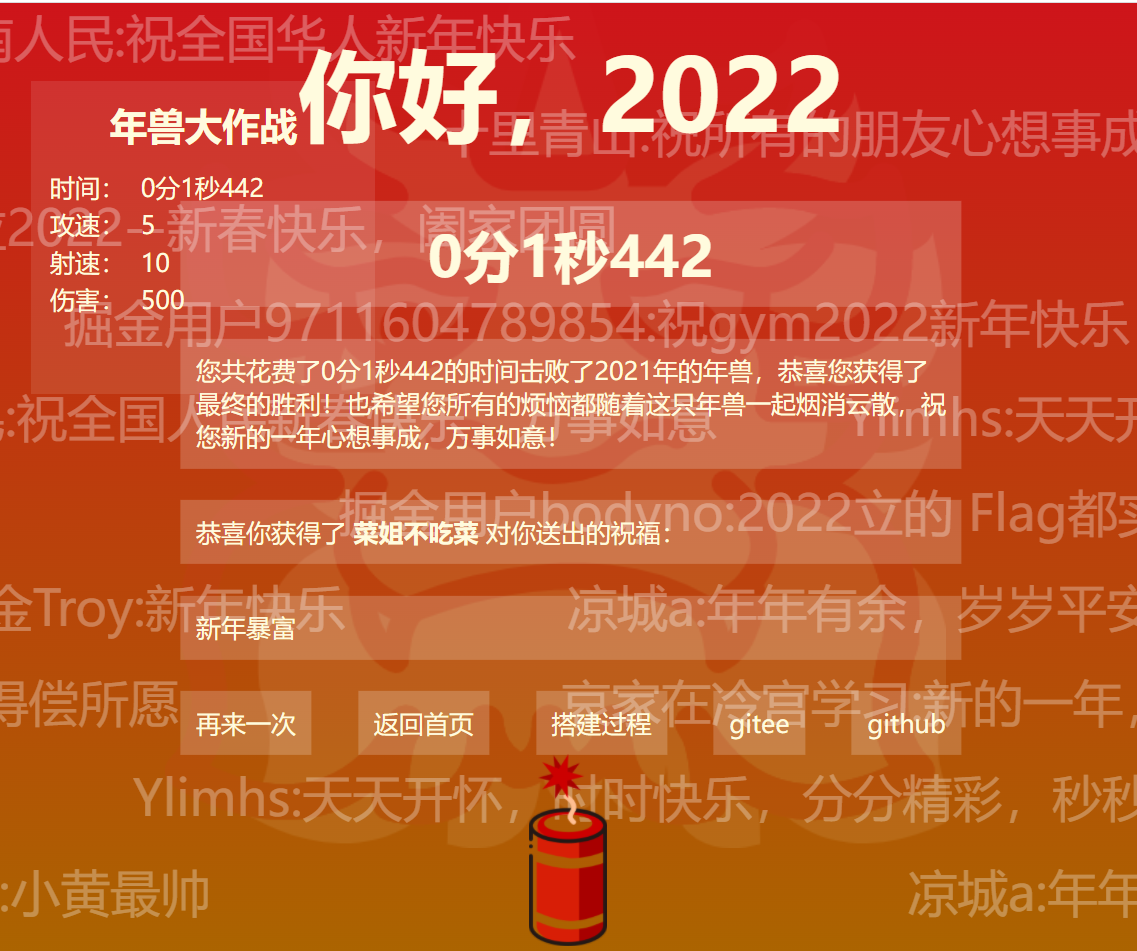 南人民:祝全国华人新年快乐
你好，2022
年兽大作战
千里青山:祝所有的朋友心想事成
时间： 0分1秒442
攻速： 5
射速： 10
伤害： 500
2022--新春快乐，阖家团圆
0分1秒442
掘金用户9711604789854:祝gym2022新年快乐
您共花费了0分1秒442的时间击败了2021年的年兽，恭喜您获得了
最终的胜利！也希望您所有的烦恼都随着这只年兽一起烟消云散，祝
您新的一年心想事成，万事如意！
:祝全国人
事如意
Ylimhs:天天开
掘金用户bodyno:2022立的 Flag都实
恭喜你获得了 菜姐不吃菜 对你送出的祝福：
金Troy:新年快乐
凉城a:年年有余，岁岁平安
新年暴富
得偿所愿
家在冷宫学习:新的一年，
再来一次
返回首页
搭建过程
gitee
github
Ylimhs:天天开怀，时时快乐，分分精彩，秒秒
:小黄最帅
凉城a:年年